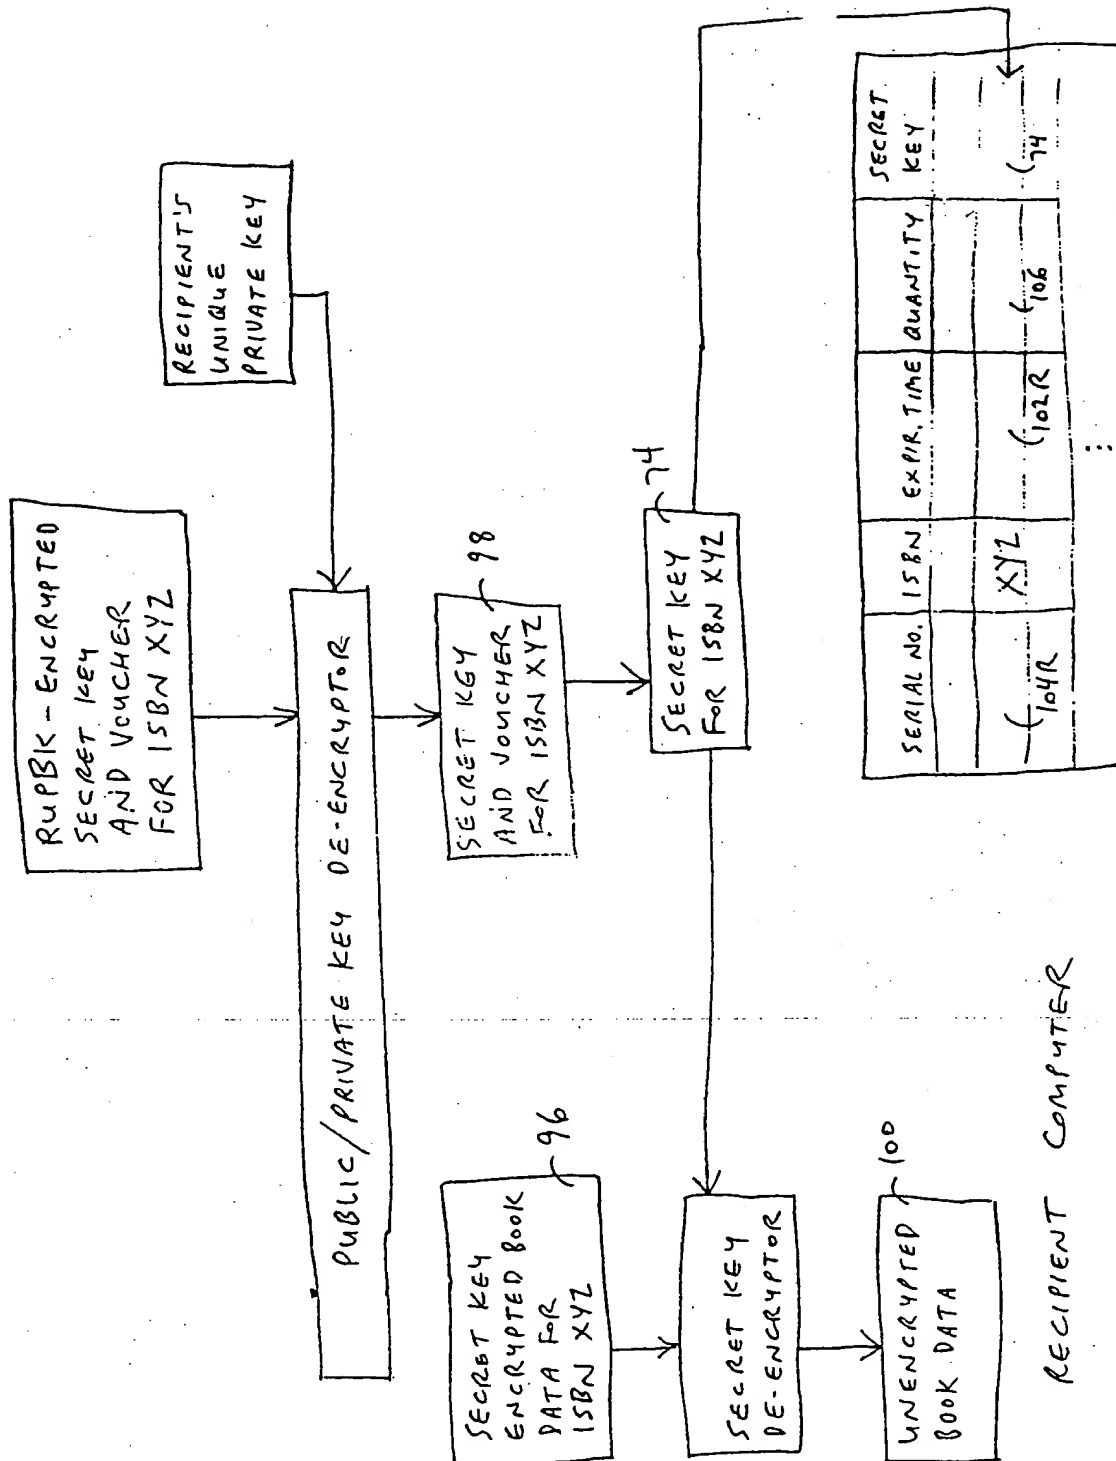 RUPBK-ENCRYPTED
SECRET KEY
AND VOUCHER
FOR ISBN XYZ
RECIPIENT'S
UNIQUE
PRIVATE KEY
PUBLIC/PRIVATE KEY DE-ENCRYPTOR
SECRET KEY
AND VOUCHER
FOR ISBN XYZ
98
SECRET KEY
FOR ISBN XYZ
74
SECRET KEY
ENCRYPTED BOOK
DATA FOR
ISBN XYZ
96
SECRET KEY
DE-ENCRYPTOR
UNENCRYPTED
BOOK DATA
100
RECIPIENT COMPUTER
SERIAL NO. ISBN EXPIR. TIME QUANTITY SECRET KEY
XYZ
104R 102R 106 74